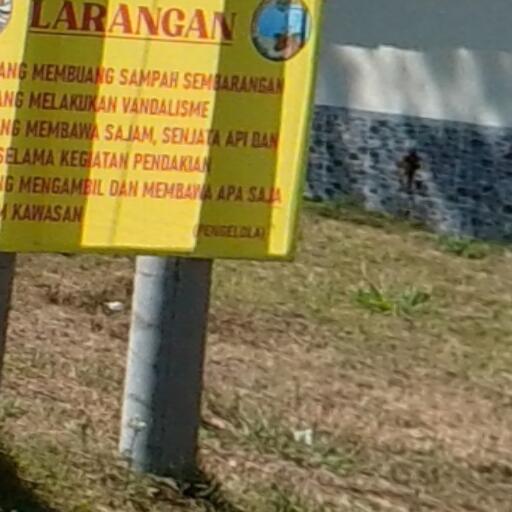 LARANGAN
ANG MEMBUANG SAMPAH SEMBARANGAN
ANG MELAKUKAN VANDALISME
NG MEMBAWA SAJAM, SENJATA API DAN
SELAMA KEGIATAN PENDAKIAN
NG MENGAMBIL DAN MEMBAWA APA SAJA
M KAWASAN
(PENGELOLA)